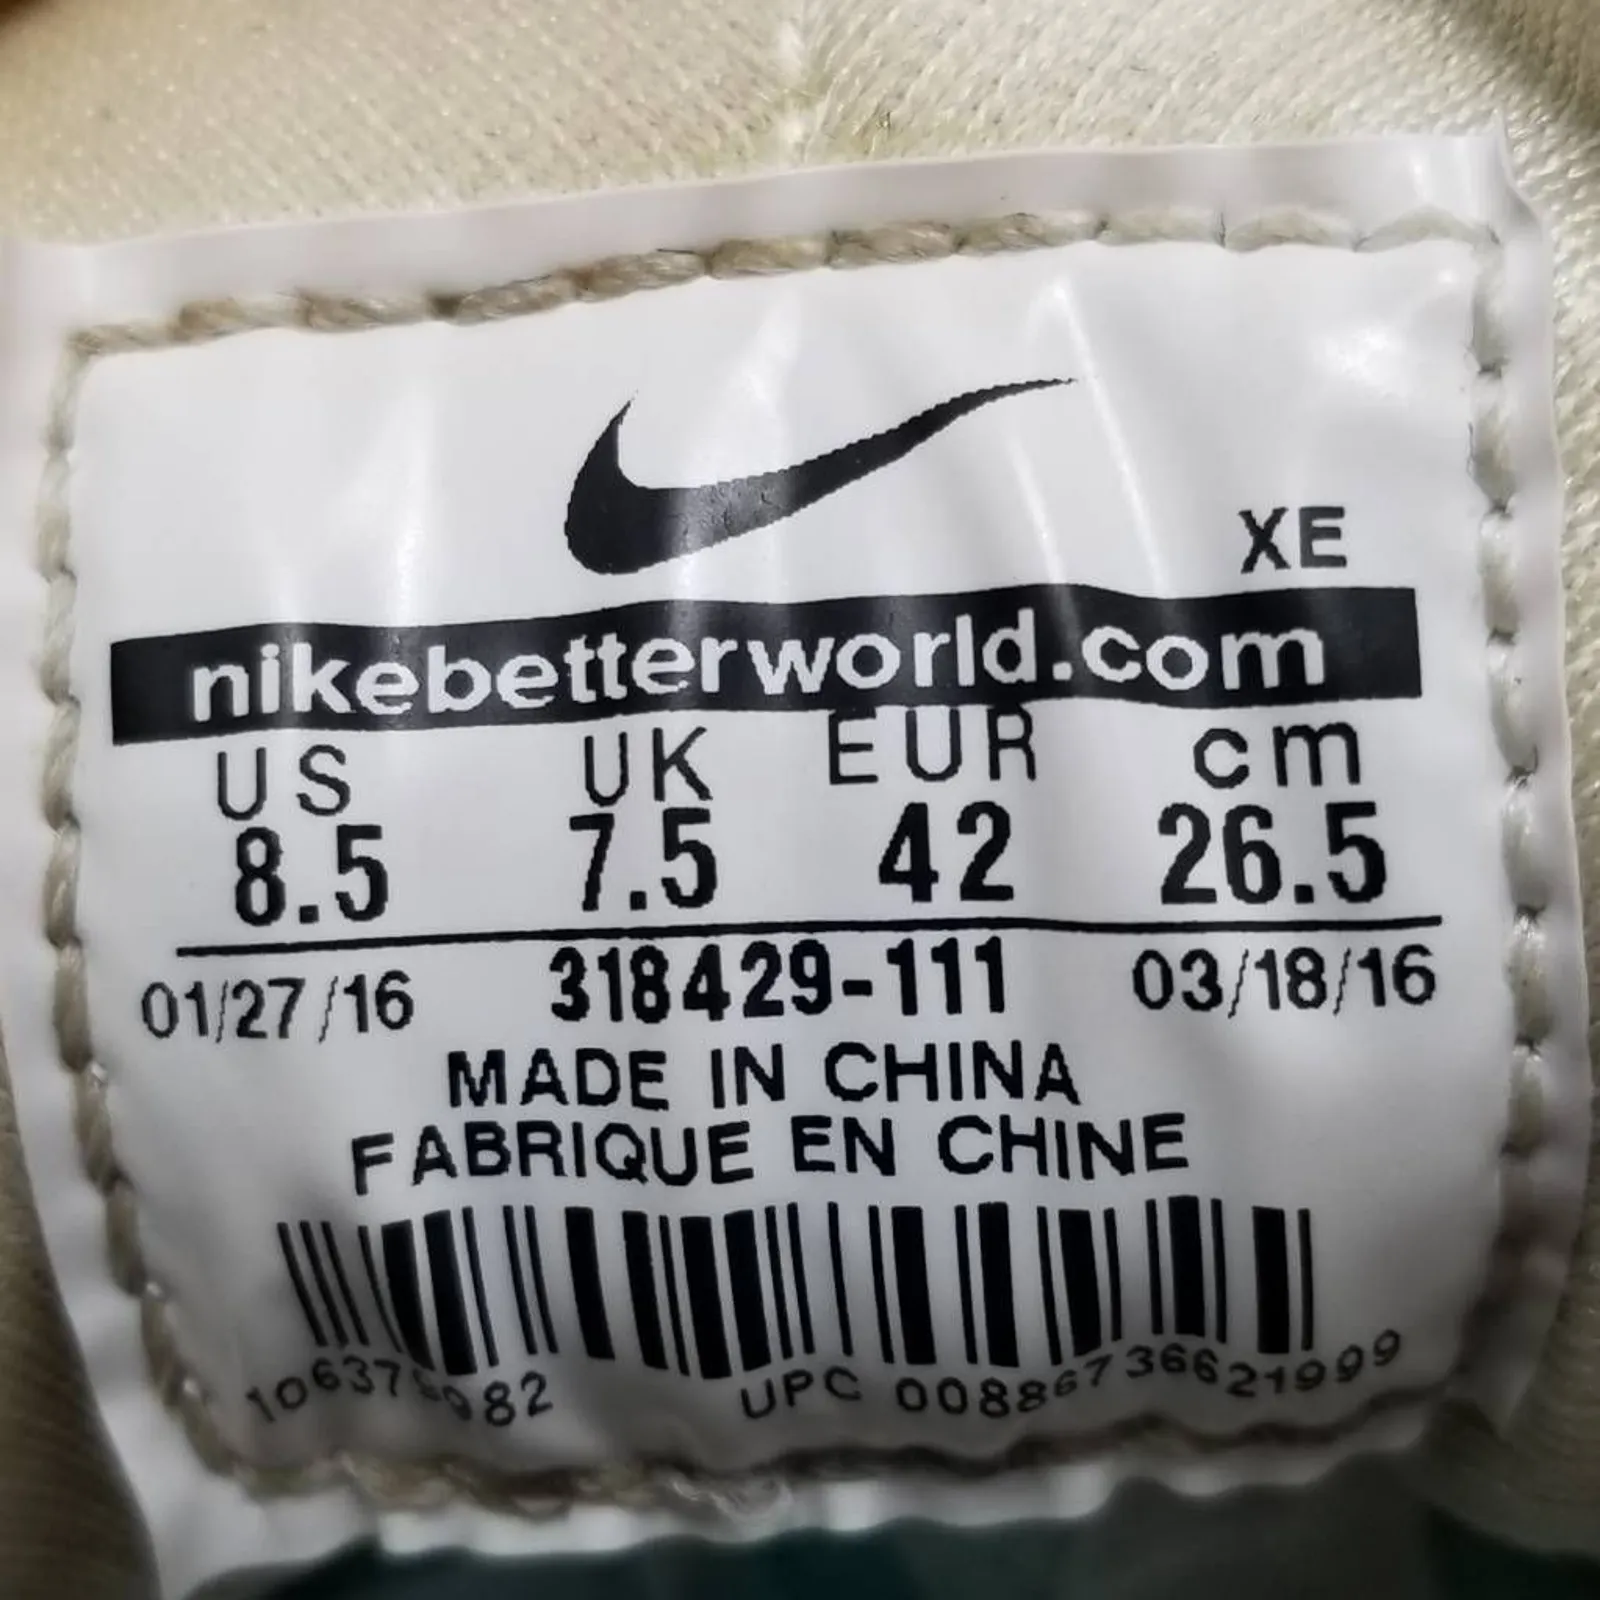 XE
nikebetterworld.com
US UK EUR cm
8.5 7.5 42 26.5
01/27/16 318429-111 03/18/16
MADE IN CHINA
FABRIQUE EN CHINE
UPC 00886736621999